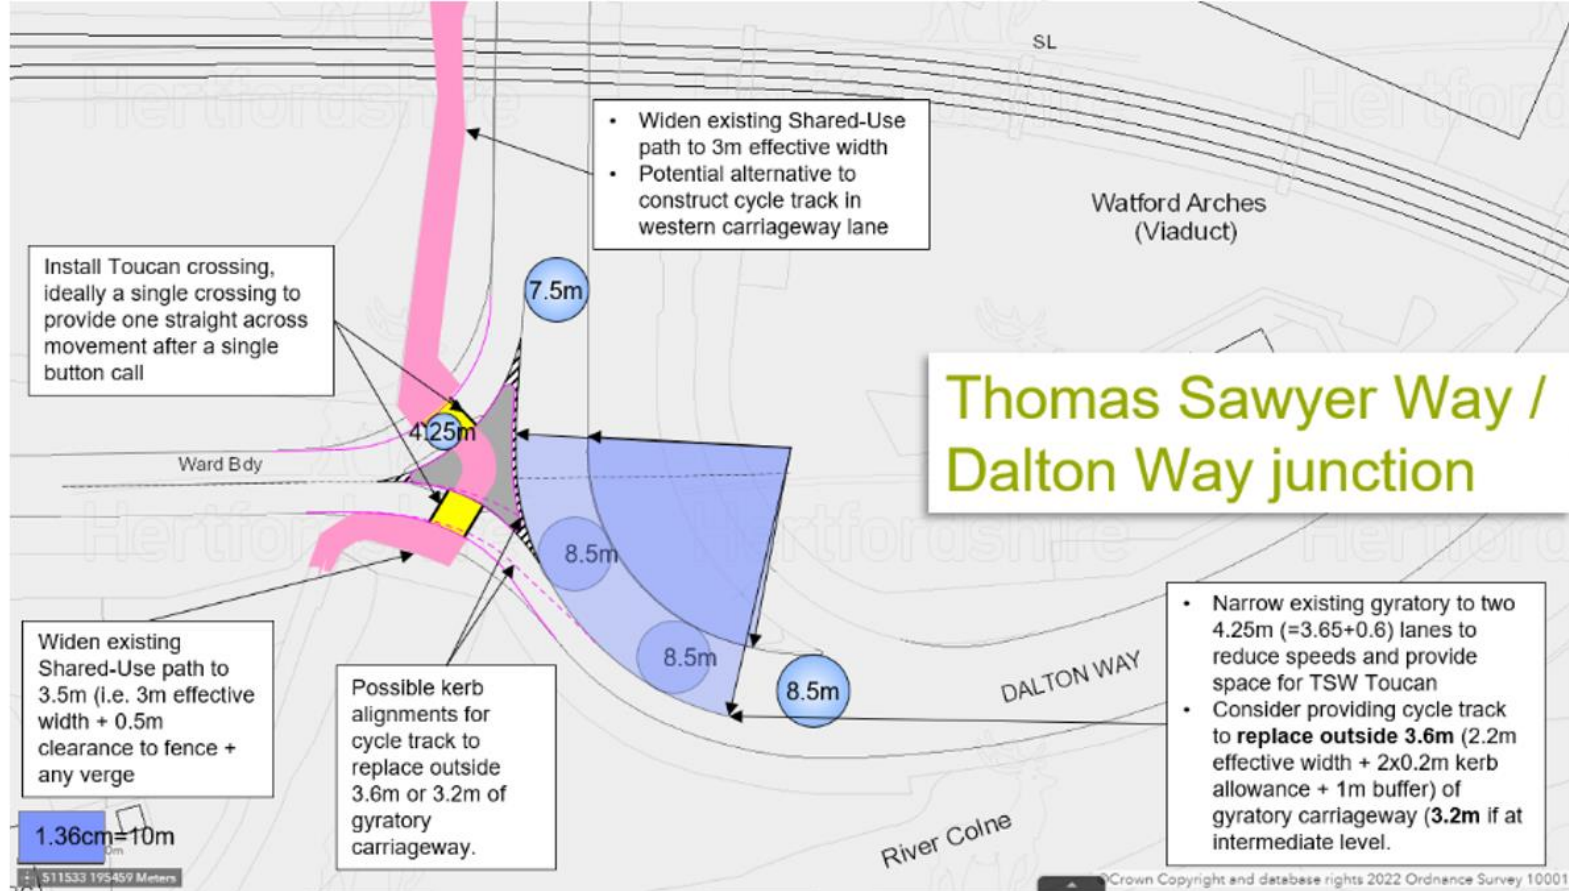 SL
Hertfordshire
Hertfordshire
Hertford
• Widen existing Shared-Use
path to 3m effective width
• Potential alternative to
construct cycle track in
western carriageway lane
Watford Arches
(Viaduct)
Install Toucan crossing,
ideally a single crossing to
provide one straight across
movement after a single
button call
7.5m
Thomas Sawyer Way /
Dalton Way junction
4.25m
Ward Bdy
Hertfordshire
Hertfordshire
Hertford
8.5m
8.5m
8.5m
DALTON WAY
• Narrow existing gyratory to two
4.25m (=3.65+0.6) lanes to
reduce speeds and provide
space for TSW Toucan
• Consider providing cycle track
to replace outside 3.6m (2.2m
effective width + 2x0.2m kerb
allowance + 1m buffer) of
gyratory carriageway (3.2m if at
intermediate level.
Widen existing
Shared-Use path to
3.5m (i.e. 3m effective
width + 0.5m
clearance to fence +
any verge
Possible kerb
alignments for
cycle track to
replace outside
3.6m or 3.2m of
gyratory
carriageway.
River Colne
1.36cm=10m
511533 195459 Meters
©Crown Copyright and database rights 2022 Ordnance Survey 10001